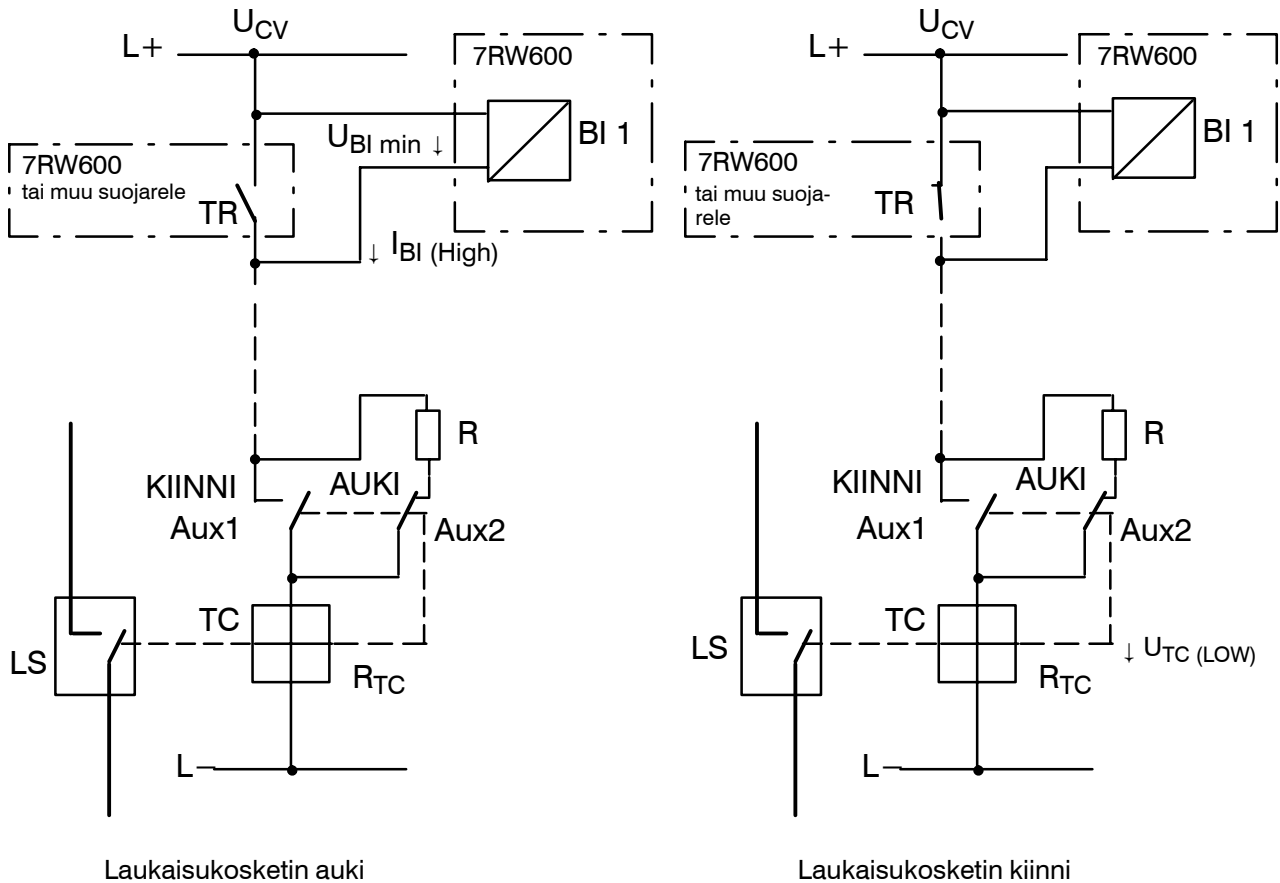 U_CV
L+
7RW600
BI 1
U_BI min ↓
7RW600
tai muu suojarele
TR
↓ I_BI (High)
R
KIINNI
AUKI
Aux1
Aux2
TC
LS
R_TC
L−
Laukaisukosketin auki
U_CV
L+
7RW600
BI 1
7RW600
tai muu suoja-
rele
TR
R
KIINNI
AUKI
Aux1
Aux2
TC
LS
↓ U_TC (LOW)
R_TC
L−
Laukaisukosketin kiinni